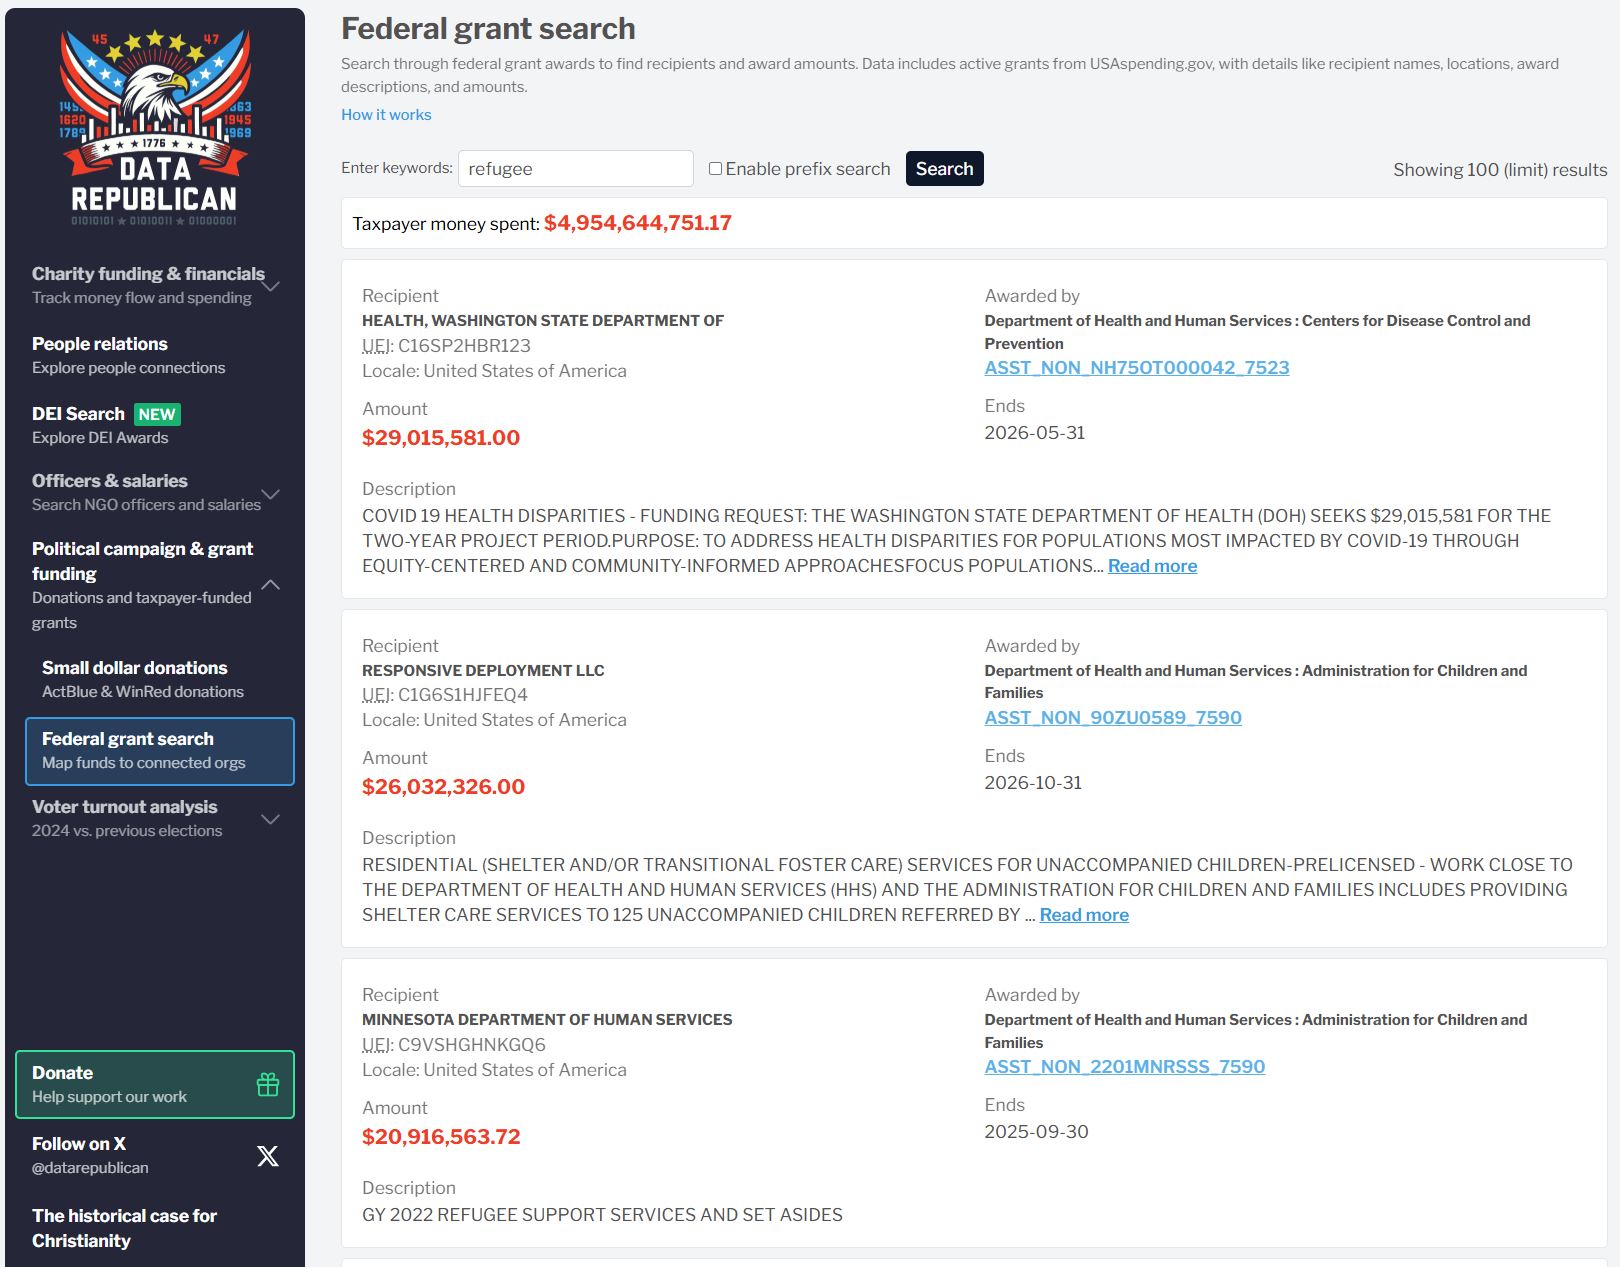 45 47
145
1620
1789
1363
1945
1969
★ ★ ★ 1776 ★ ★ ★
DATA
REPUBLICAN
01010101 ★ 01010011 ★ 01000001
Charity funding & financials
Track money flow and spending
People relations
Explore people connections
DEI Search NEW
Explore DEI Awards
Officers & salaries
Search NGO officers and salaries
Political campaign & grant
funding
Donations and taxpayer-funded
grants
Small dollar donations
ActBlue & WinRed donations
Federal grant search
Map funds to connected orgs
Voter turnout analysis
2024 vs. previous elections
Donate
Help support our work
Follow on X
@datarepublican
The historical case for
Christianity
Federal grant search
Search through federal grant awards to find recipients and award amounts. Data includes active grants from USAspending.gov, with details like recipient names, locations, award
descriptions, and amounts.
How it works
Enter keywords: refugee Enable prefix search Search Showing 100 (limit) results
Taxpayer money spent: $4,954,644,751.17
Recipient
HEALTH, WASHINGTON STATE DEPARTMENT OF
UEI: C16SP2HBR123
Locale: United States of America
Amount
$29,015,581.00
Awarded by
Department of Health and Human Services : Centers for Disease Control and
Prevention
ASST_NON_NH75OT000042_7523
Ends
2026-05-31
Description
COVID 19 HEALTH DISPARITIES - FUNDING REQUEST: THE WASHINGTON STATE DEPARTMENT OF HEALTH (DOH) SEEKS $29,015,581 FOR THE
TWO-YEAR PROJECT PERIOD.PURPOSE: TO ADDRESS HEALTH DISPARITIES FOR POPULATIONS MOST IMPACTED BY COVID-19 THROUGH
EQUITY-CENTERED AND COMMUNITY-INFORMED APPROACHESFOCUS POPULATIONS... Read more
Recipient
RESPONSIVE DEPLOYMENT LLC
UEI: C1G6S1HJFEQ4
Locale: United States of America
Amount
$26,032,326.00
Awarded by
Department of Health and Human Services : Administration for Children and
Families
ASST_NON_90ZU0589_7590
Ends
2026-10-31
Description
RESIDENTIAL (SHELTER AND/OR TRANSITIONAL FOSTER CARE) SERVICES FOR UNACCOMPANIED CHILDREN-PRELICENSED - WORK CLOSE TO
THE DEPARTMENT OF HEALTH AND HUMAN SERVICES (HHS) AND THE ADMINISTRATION FOR CHILDREN AND FAMILIES INCLUDES PROVIDING
SHELTER CARE SERVICES TO 125 UNACCOMPANIED CHILDREN REFERRED BY ... Read more
Recipient
MINNESOTA DEPARTMENT OF HUMAN SERVICES
UEI: C9VSHGHNKGQ6
Locale: United States of America
Amount
$20,916,563.72
Awarded by
Department of Health and Human Services : Administration for Children and
Families
ASST_NON_2201MNRSSS_7590
Ends
2025-09-30
Description
GY 2022 REFUGEE SUPPORT SERVICES AND SET ASIDES